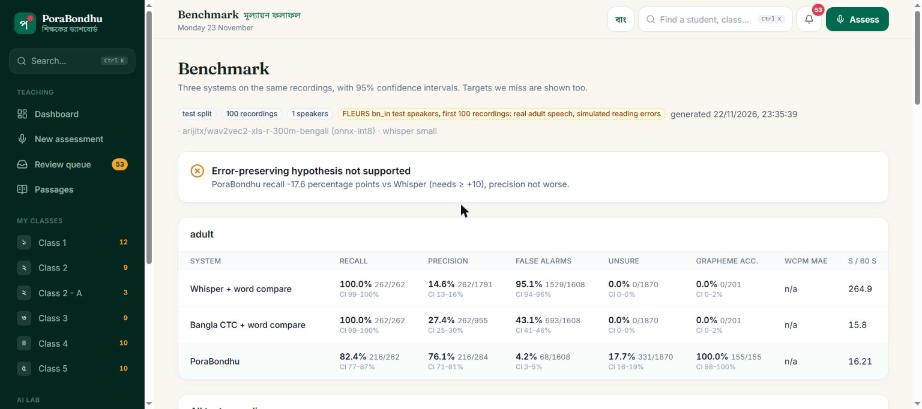 প PoraBondhu
শিক্ষকের ড্যাশবোর্ড
Search... Ctrl K
TEACHING
Dashboard
New assessment
Review queue 53
Passages
MY CLASSES
Class 1 12
Class 2 9
Class 2 - A 3
Class 3 9
Class 4 10
Class 5 10
AI LAB
Benchmark মূল্যায়ন ফলাফল
Monday 23 November
বাং
Find a student, class... Ctrl K
53
Assess
Benchmark
Three systems on the same recordings, with 95% confidence intervals. Targets we miss are shown too.
test split 100 recordings 1 speakers FLEURS bn_in test speakers, first 100 recordings: real adult speech, simulated reading errors generated 22/11/2026, 23:35:39
· arijitx/wav2vec2-xls-r-300m-bengali (onnx-int8) · whisper small
Error-preserving hypothesis not supported
PoraBondhu recall -17.6 percentage points vs Whisper (needs ≥ +10), precision not worse.
adult
SYSTEM RECALL PRECISION FALSE ALARMS UNSURE GRAPHEME ACC. WCPM MAE S / 60 S
Whisper + word compare 100.0% 262/262 14.6% 262/1791 95.1% 1529/1608 0.0% 0/1870 0.0% 0/201 n/a 264.9
CI 99–100% CI 13–16% CI 94–96% CI 0–0% CI 0–2%
Bangla CTC + word compare 100.0% 262/262 27.4% 262/955 43.1% 693/1608 0.0% 0/1870 0.0% 0/201 n/a 15.8
CI 99–100% CI 25–30% CI 41–46% CI 0–0% CI 0–2%
PoraBondhu 82.4% 216/262 76.1% 216/284 4.2% 68/1608 17.7% 331/1870 100.0% 155/155 n/a 16.21
CI 77–87% CI 71–81% CI 3–5% CI 16–19% CI 98–100%